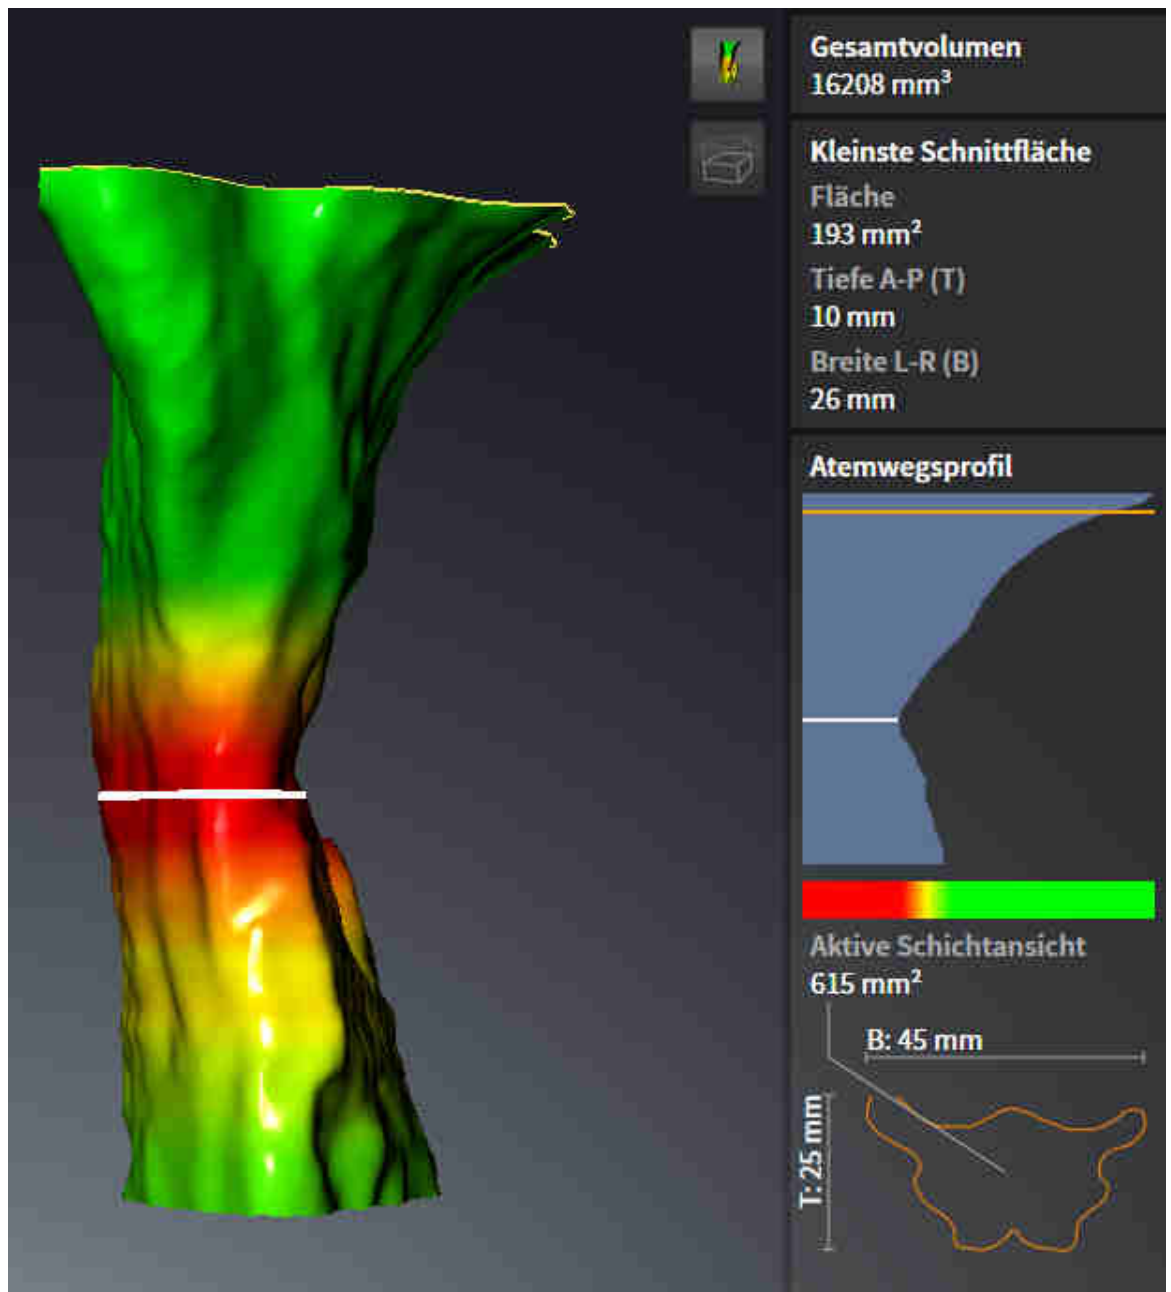 Gesamtvolumen
16208 mm³
Kleinste Schnittfläche
Fläche
193 mm²
Tiefe A-P (T)
10 mm
Breite L-R (B)
26 mm
Atemwegsprofil
Aktive Schichtansicht
615 mm²
B: 45 mm
T: 25 mm